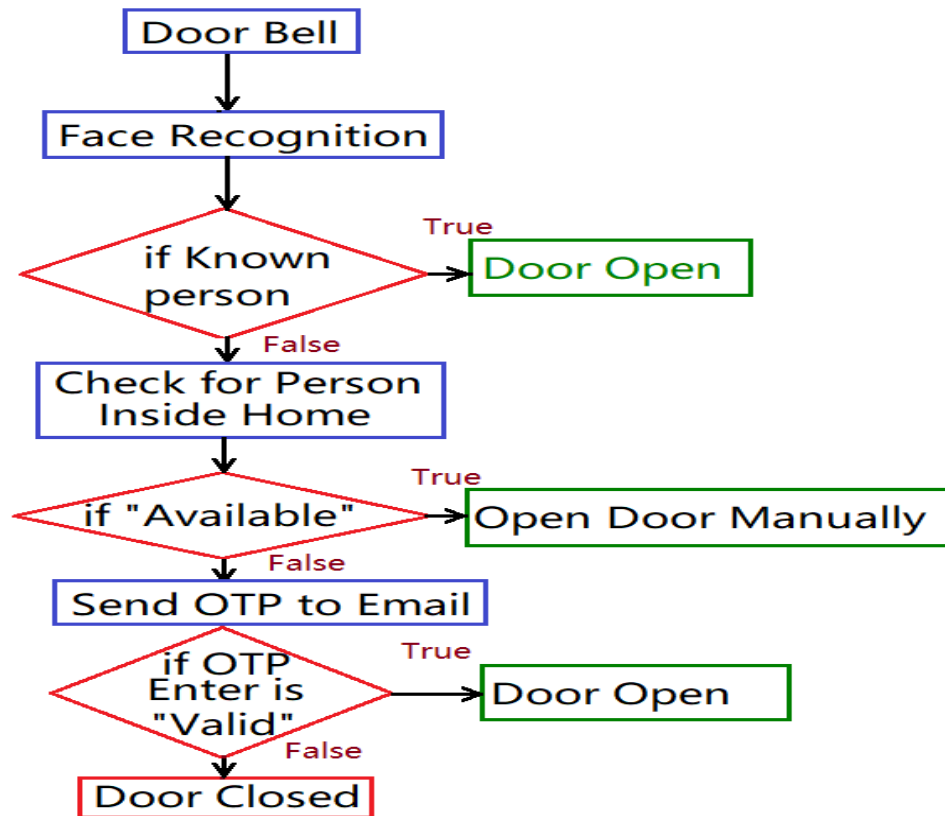 Door Bell
Face Recognition
if Known
person
True
Door Open
False
Check for Person
Inside Home
if "Available"
True
Open Door Manually
False
Send OTP to Email
if OTP
Enter is
"Valid"
True
Door Open
False
Door Closed